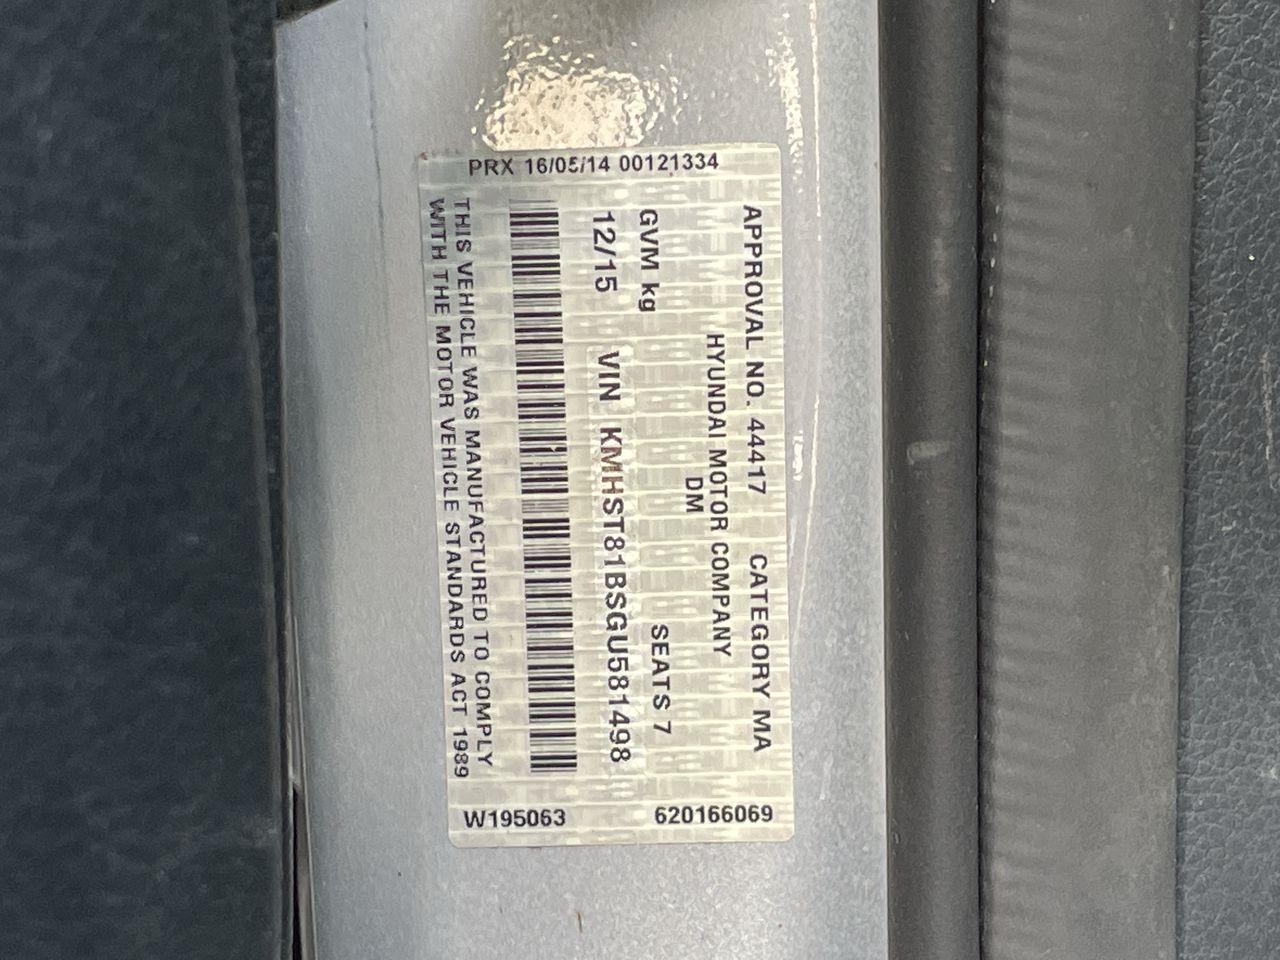 PRX 16/05/14 00121334
APPROVAL NO. 44417 CATEGORY MA
HYUNDAI MOTOR COMPANY
DM
GVM kg SEATS 7
12/15 VIN KMHST81BSGU581498
THIS VEHICLE WAS MANUFACTURED TO COMPLY
WITH THE MOTOR VEHICLE STANDARDS ACT 1989
W195063 620166069